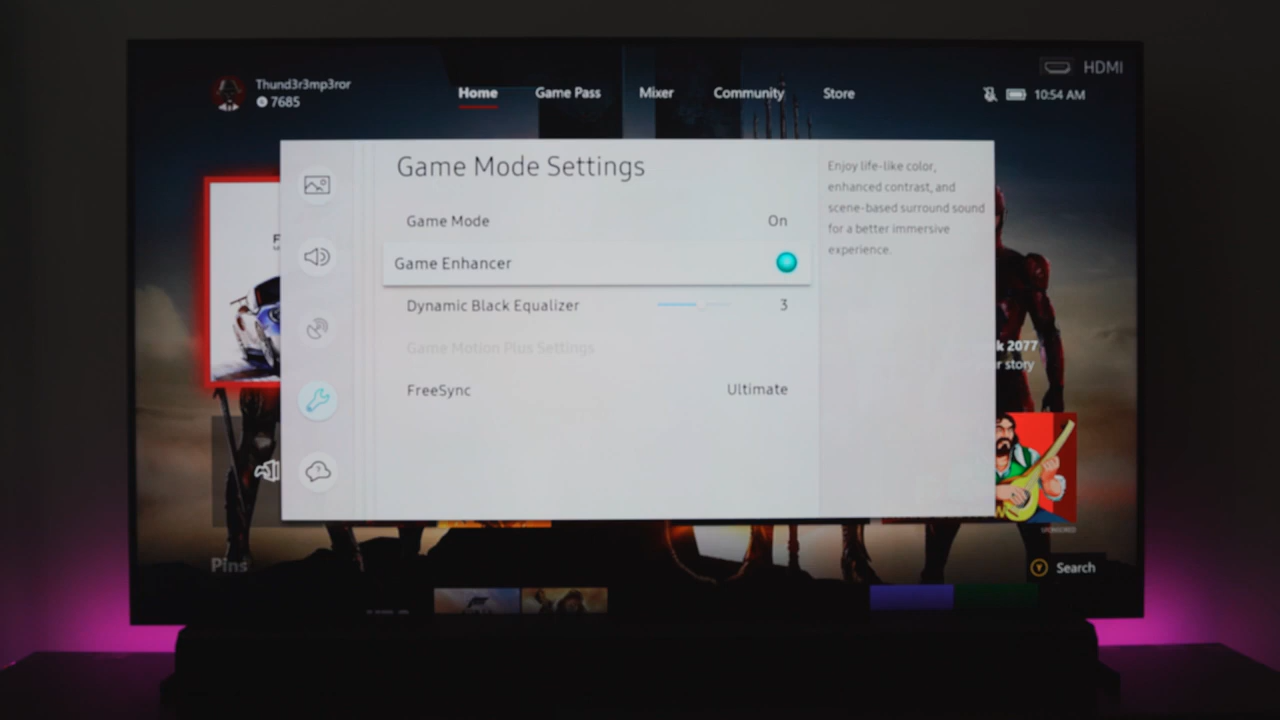 HDMI
Thund3r3mp3ror
7685
Home
Game Pass
Mixer
Community
Store
10:54 AM
Game Mode Settings
Game Mode
On
Game Enhancer
Dynamic Black Equalizer
3
Game Motion Plus Settings
FreeSync
Ultimate
Enjoy life-like color,
enhanced contrast, and
scene-based surround sound
for a better immersive
experience.
k 2077
r story
SPONSORED
Pins
Y
Search